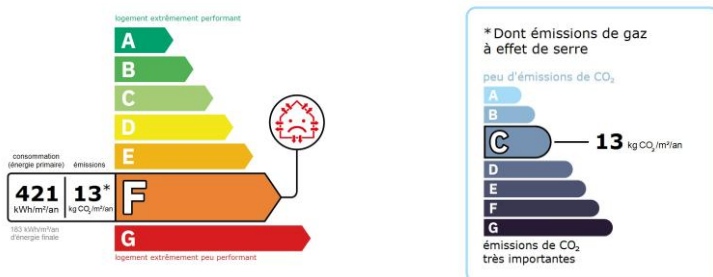 logement extrêmement performant
A
B
C
D
E
consommation
(énergie primaire)
émissions
421
kWh/m²/an
13*
kg CO₂/m²/an
F
183 kWh/m²/an
d'énergie finale
G
logement extrêmement peu performant
*Dont émissions de gaz
à effet de serre
peu d'émissions de CO₂
A
B
C
13 kg CO₂/m²/an
D
E
F
G
émissions de CO₂
très importantes